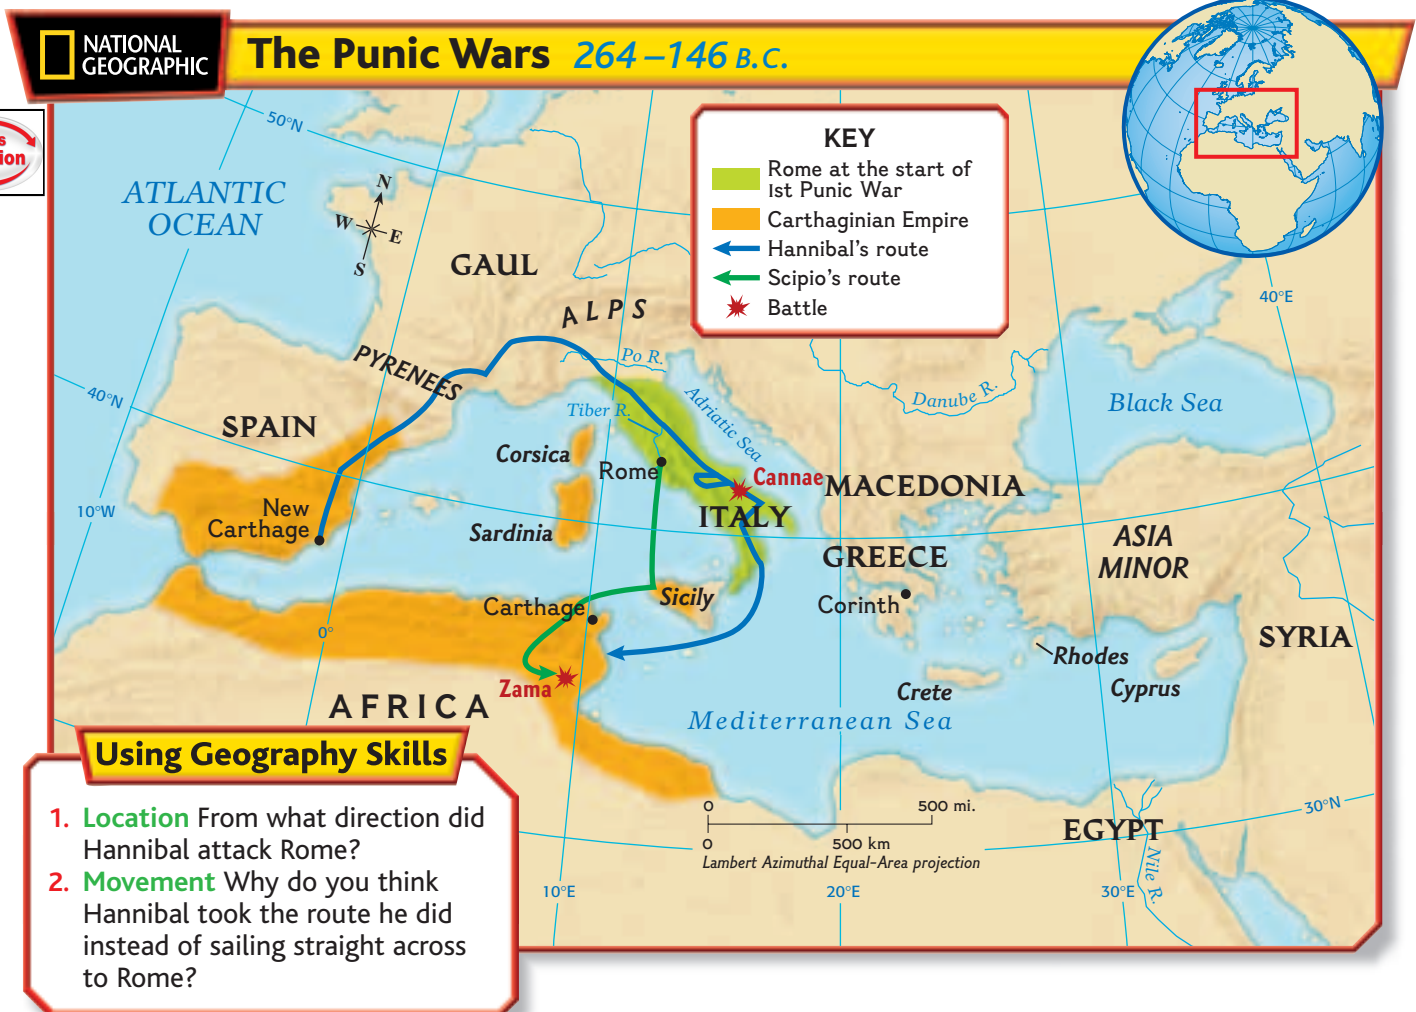 NATIONAL
GEOGRAPHIC
The Punic Wars 264–146 B.C.
KEY
Rome at the start of
1st Punic War
Carthaginian Empire
Hannibal's route
Scipio's route
Battle
50°N
ATLANTIC
OCEAN
N
W
E
S
GAUL
ALPS
40°E
PYRENEES
Po R.
Danube R.
Black Sea
40°N
SPAIN
Tiber R.
Adriatic Sea
Corsica
Rome
Cannae
MACEDONIA
10°W
New
Carthage
Sardinia
ITALY
ASIA
MINOR
GREECE
Carthage
Sicily
Corinth
0°
SYRIA
Rhodes
Zama
Crete
Cyprus
AFRICA
Mediterranean Sea
0
500 mi.
0
500 km
Lambert Azimuthal Equal-Area projection
30°N
EGYPT
Nile R.
10°E
20°E
30°E
Using Geography Skills
1. Location From what direction did
Hannibal attack Rome?
2. Movement Why do you think
Hannibal took the route he did
instead of sailing straight across
to Rome?